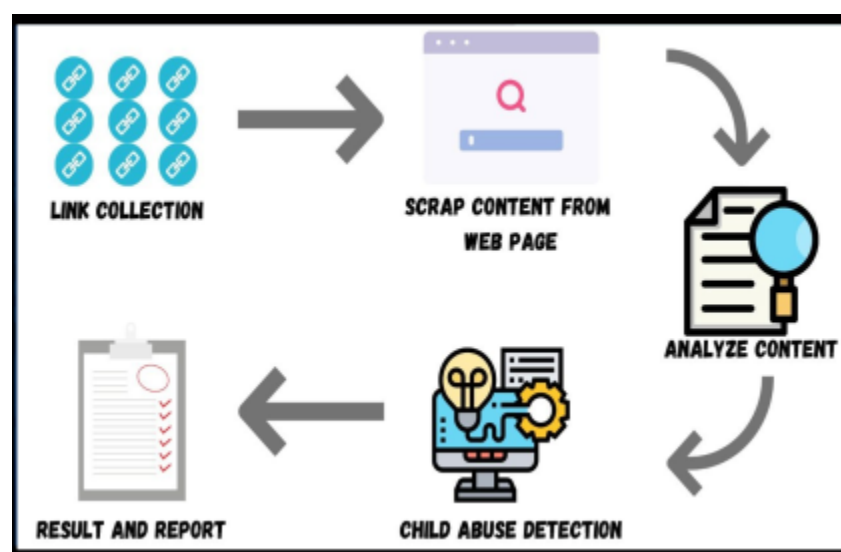 LINK COLLECTION
SCRAP CONTENT FROM
WEB PAGE
ANALYZE CONTENT
CHILD ABUSE DETECTION
RESULT AND REPORT